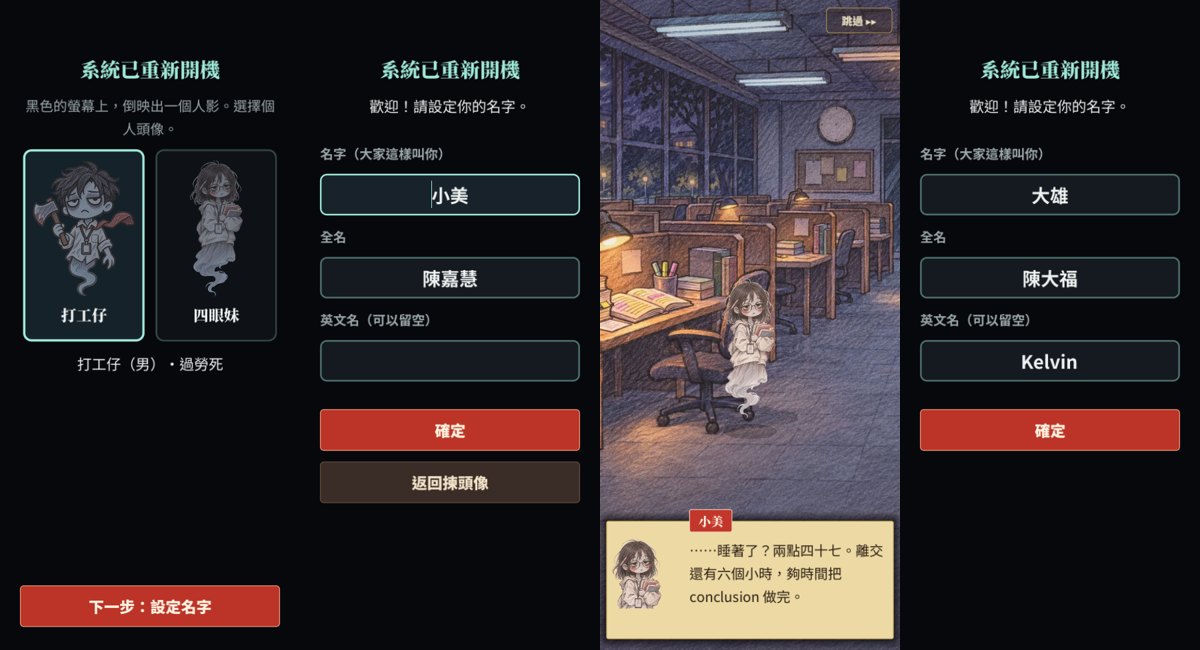 系統已重新開機
黑色的螢幕上，倒映出一個人影。選擇個
人頭像。
打工仔
四眼妹
打工仔（男）・過勞死
下一步：設定名字
系統已重新開機
歡迎！請設定你的名字。
名字（大家這樣叫你）
小美
全名
陳嘉慧
英文名（可以留空）
確定
返回揀頭像
跳過 ▸▸
小美
⋯⋯睡著了？兩點四十七。離交
還有六個小時，夠時間把
conclusion 做完。
系統已重新開機
歡迎！請設定你的名字。
名字（大家這樣叫你）
大雄
全名
陳大福
英文名（可以留空）
Kelvin
確定